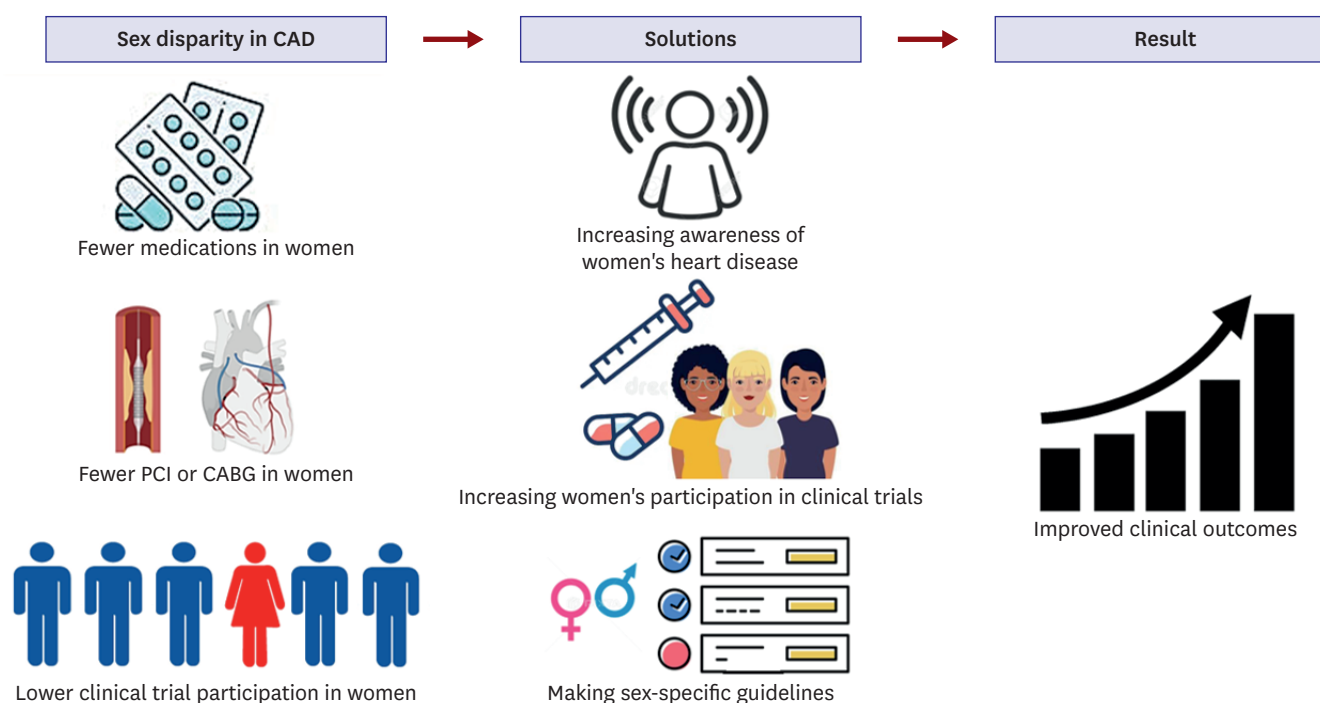 Sex disparity in CAD
Solutions
Result
Fewer medications in women
Increasing awareness of
women's heart disease
Fewer PCI or CABG in women
Increasing women's participation in clinical trials
Improved clinical outcomes
Lower clinical trial participation in women
Making sex-specific guidelines